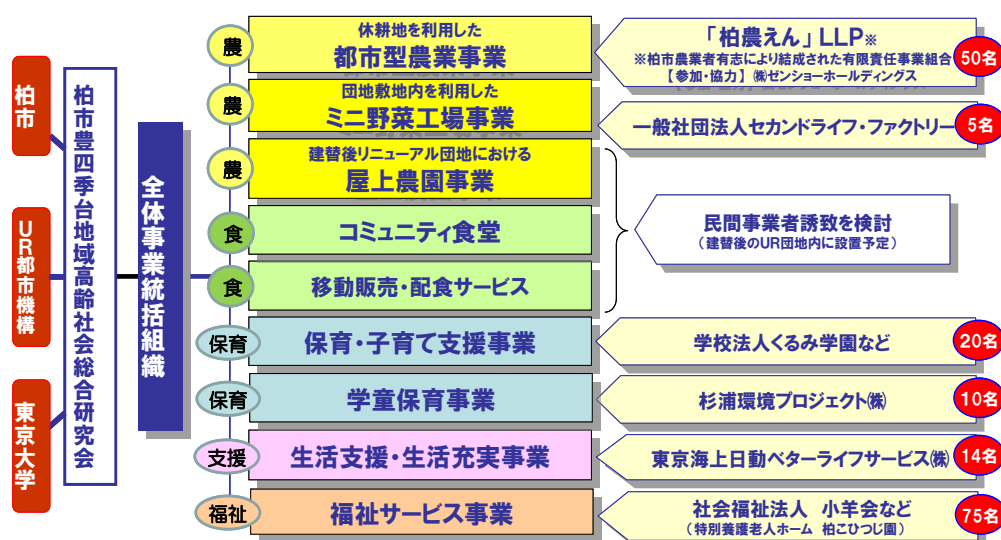 柏市
UR都市機構
東京大学
柏市豊四季台地域高齢社会総合研究会
全体事業統括組織
農
休耕地を利用した
都市型農業事業
「柏農えん」LLP※
※柏市農業者有志により結成された有限責任事業組合
【参加・協力】㈱ゼンショーホールディングス
50名
農
団地敷地内を利用した
ミニ野菜工場事業
一般社団法人セカンドライフ・ファクトリー
5名
農
建替後リニューアル団地における
屋上農園事業
食
コミュニティ食堂
食
移動販売・配食サービス
民間事業者誘致を検討
(建替後のUR団地内に設置予定)
保育
保育・子育て支援事業
学校法人くるみ学園など
20名
保育
学童保育事業
杉浦環境プロジェクト㈱
10名
支援
生活支援・生活充実事業
東京海上日動ベターライフサービス㈱
14名
福祉
福祉サービス事業
社会福祉法人 小羊会など
(特別養護老人ホーム 柏こひつじ園)
75名